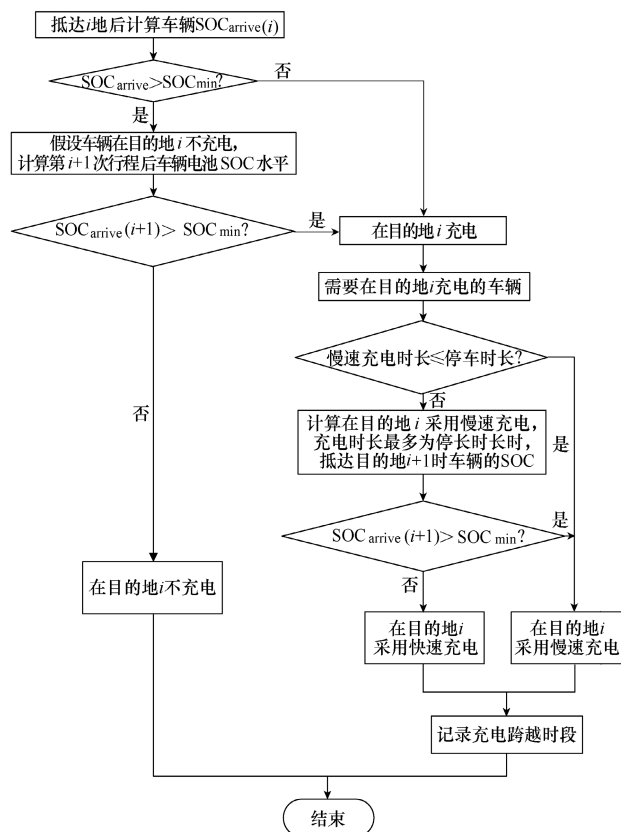 抵达i地后计算车辆SOCarrive(i)
SOCarrive>SOCmin?
否
是
假设车辆在目的地i不充电,
计算第i+1次行程后车辆电池SOC水平
SOCarrive(i+1)> SOCmin?
是
在目的地i充电
需要在目的地i充电的车辆
慢速充电时长≤停车时长?
否
否
计算在目的地i采用慢速充电,
充电时长最多为停长时长时,
抵达目的地i+1时车辆的SOC
是
SOCarrive(i+1)>SOCmin?
是
否
在目的地i不充电
在目的地i
采用快速充电
在目的地i
采用慢速充电
记录充电跨越时段
结束